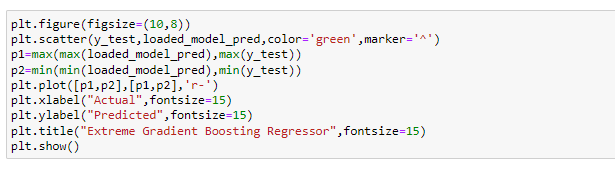 plt.figure(figsize=(10,8))
plt.scatter(y_test,loaded_model_pred,color='green',marker='^')
p1=max(max(loaded_model_pred),max(y_test))
p2=min(min(loaded_model_pred),min(y_test))
plt.plot([p1,p2],[p1,p2],'r-')
plt.xlabel("Actual",fontsize=15)
plt.ylabel("Predicted",fontsize=15)
plt.title("Extreme Gradient Boosting Regressor",fontsize=15)
plt.show()